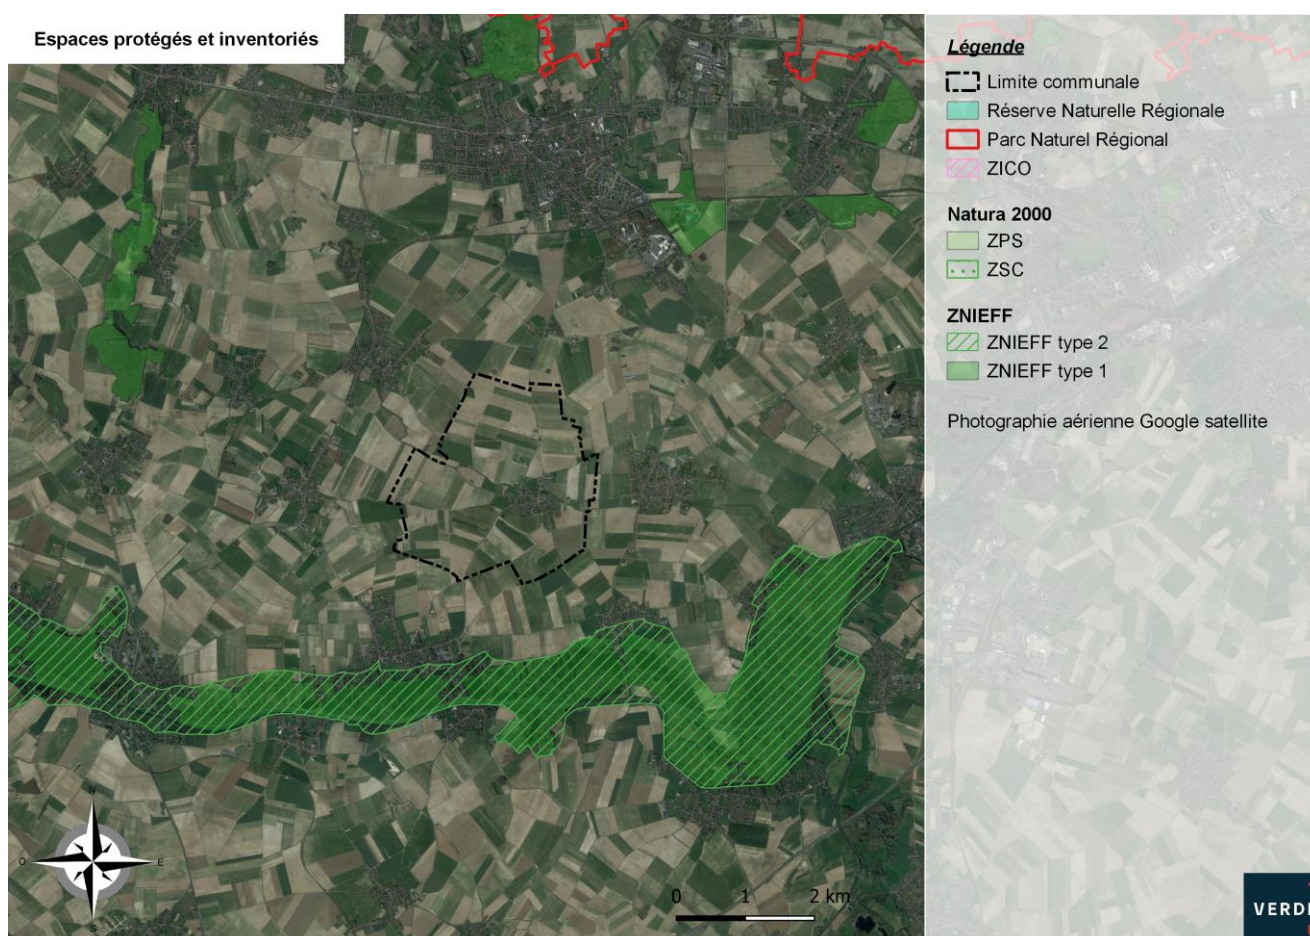 Espaces protégés et inventoriés
Légende
Limite communale
Réserve Naturelle Régionale
Parc Naturel Régional
ZICO
Natura 2000
ZPS
ZSC
ZNIEFF
ZNIEFF type 2
ZNIEFF type 1
Photographie aérienne Google satellite
N
O
E
S
0 1 2 km
VERDI